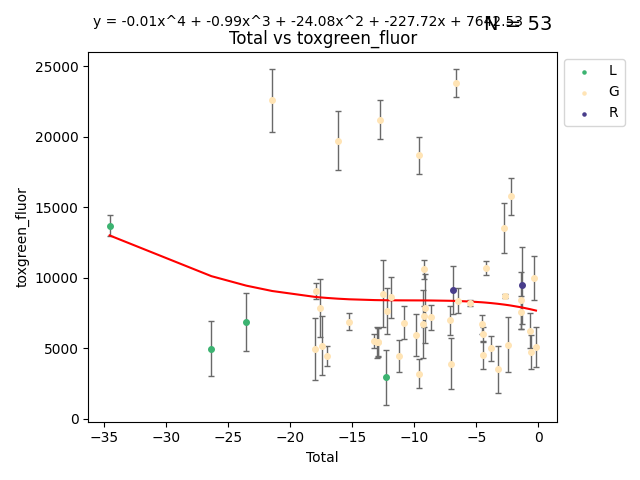 y = -0.01x^4 + -0.99x^3 + -24.08x^2 + -227.72x + 7642.53
N = 53
Total vs toxgreen_fluor
25000
20000
15000
10000
5000
0
toxgreen_fluor
−35 −30 −25 −20 −15 −10 −5 0
Total
L
G
R